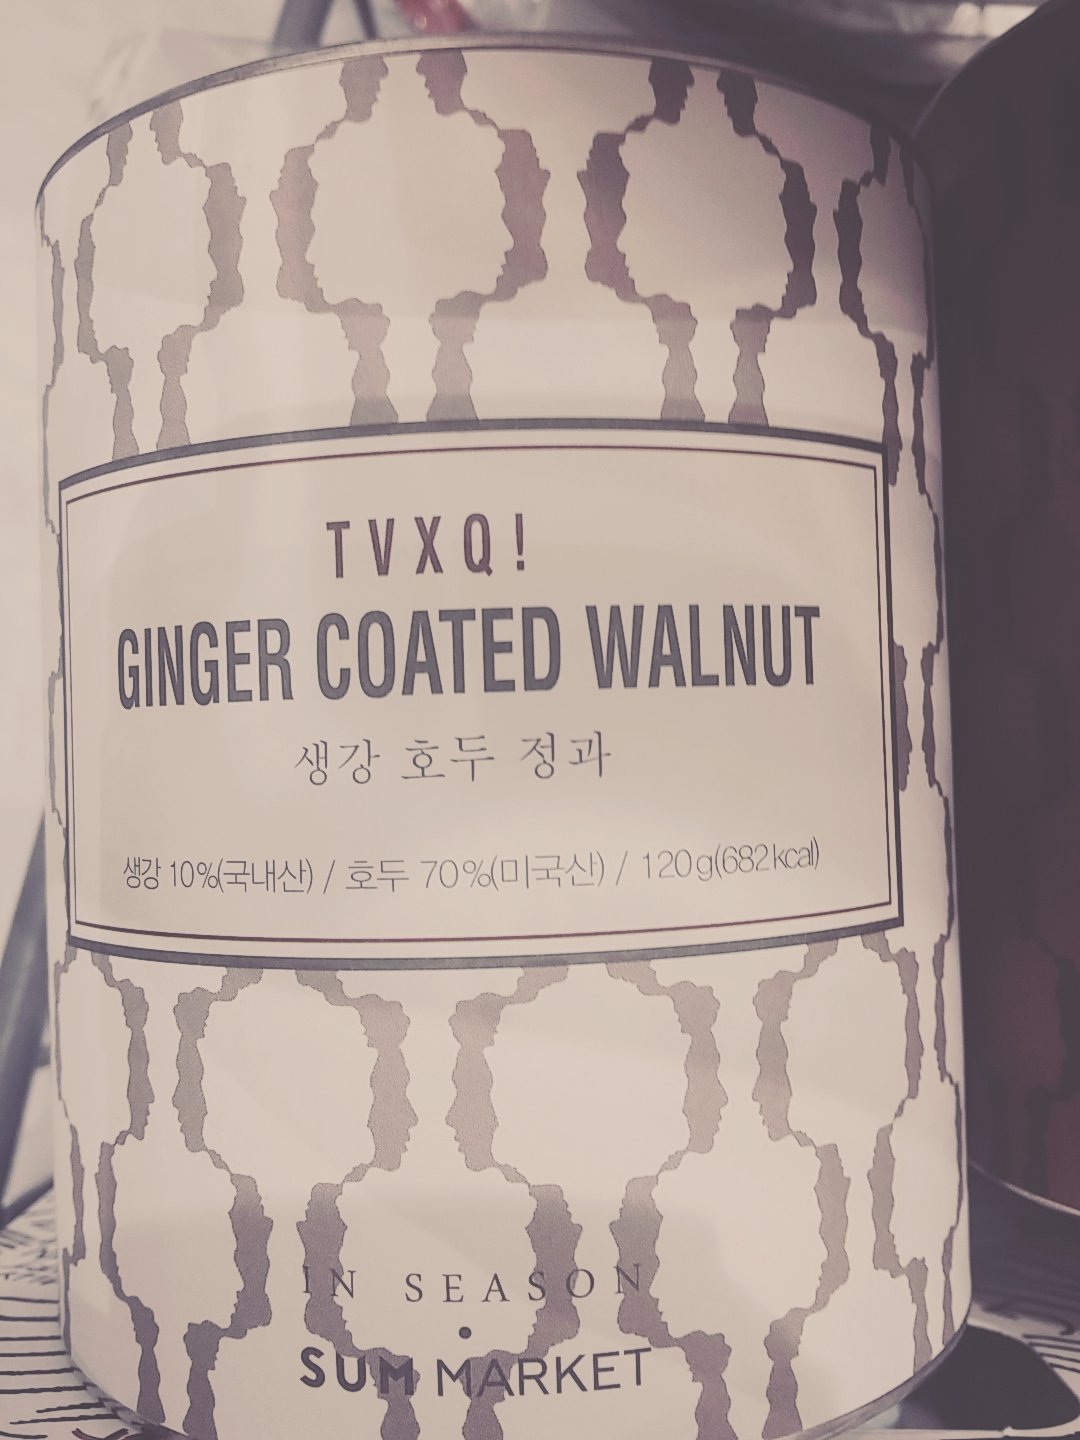 TVXQ!
GINGER COATED WALNUT
생강 호두 정과
생강 10%(국내산) / 호두 70%(미국산) / 120g(682kcal)
IN SEASON
•
SUM MARKET